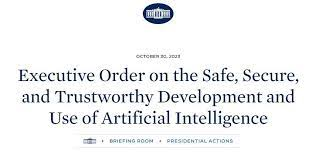 OCTOBER 30, 2023
Executive Order on the Safe, Secure,
and Trustworthy Development and
Use of Artificial Intelligence
BRIEFING ROOM PRESIDENTIAL ACTIONS